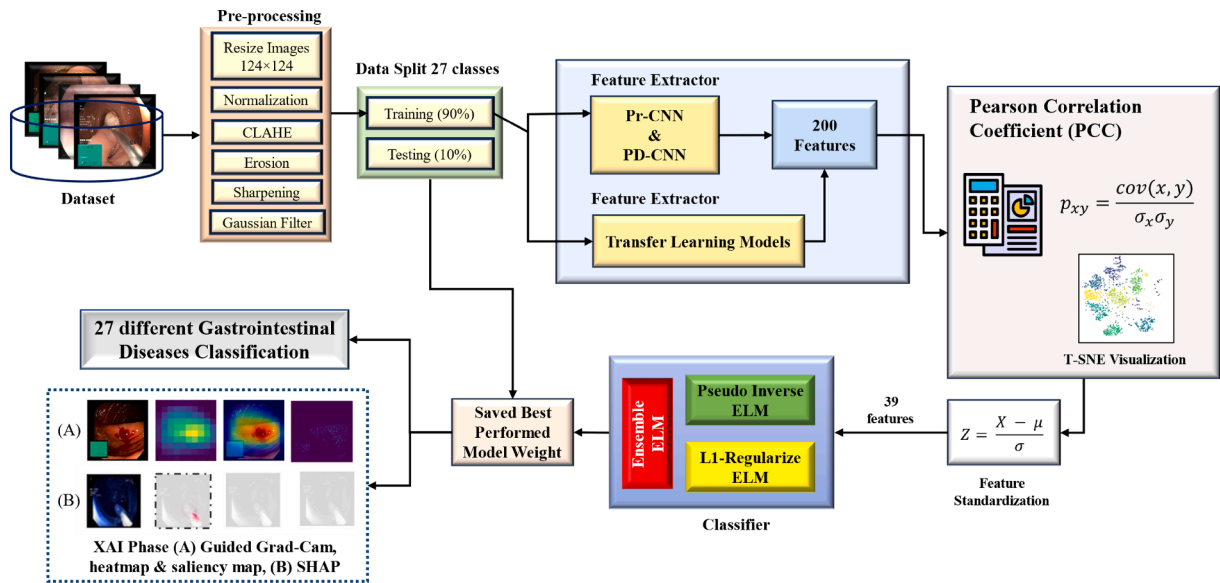 Pre-processing
Resize Images
124×124
Normalization
CLAHE
Erosion
Sharpening
Gaussian Filter
Dataset
Data Split 27 classes
Training (90%)
Testing (10%)
Feature Extractor
Pr-CNN
&
PD-CNN
200
Features
Feature Extractor
Transfer Learning Models
Pearson Correlation
Coefficient (PCC)
p_xy = cov(x, y) / σ_xσ_y
T-SNE Visualization
27 different Gastrointestinal
Diseases Classification
(A)
(B)
XAI Phase (A) Guided Grad-Cam,
heatmap & saliency map, (B) SHAP
Saved Best
Performed
Model Weight
Ensemble
ELM
Pseudo Inverse
ELM
L1-Regularize
ELM
Classifier
39
features
Z = X − μ / σ
Feature
Standardization